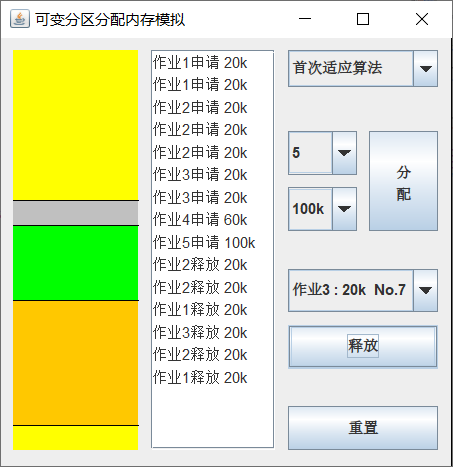 可变分区分配内存模拟
作业1申请 20k
作业1申请 20k
作业2申请 20k
作业2申请 20k
作业2申请 20k
作业3申请 20k
作业3申请 20k
作业4申请 60k
作业5申请 100k
作业2释放 20k
作业2释放 20k
作业1释放 20k
作业3释放 20k
作业2释放 20k
作业1释放 20k
首次适应算法
5
100k
分
配
作业3 : 20k No.7
释放
重置